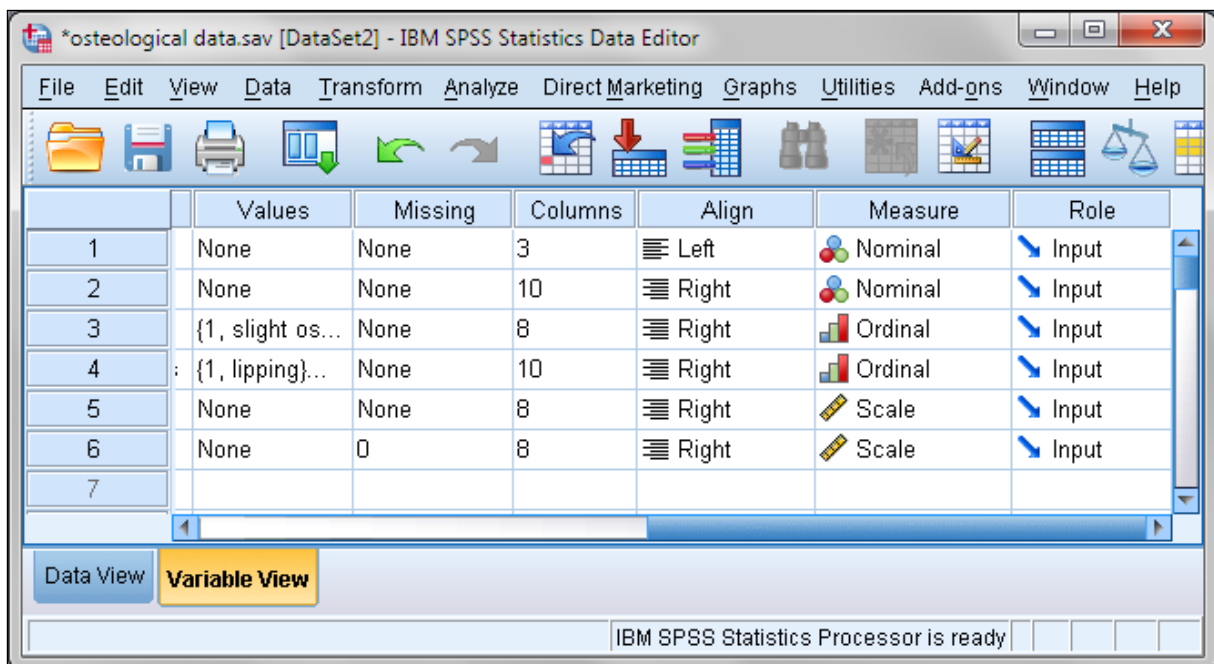 *osteological data.sav [DataSet2] - IBM SPSS Statistics Data Editor
File Edit View Data Transform Analyze Direct Marketing Graphs Utilities Add-ons Window Help
Values Missing Columns Align Measure Role
1 None None 3 Left Nominal Input
2 None None 10 Right Nominal Input
3 {1, slight os... None 8 Right Ordinal Input
4 {1, lipping}... None 10 Right Ordinal Input
5 None None 8 Right Scale Input
6 None 0 8 Right Scale Input
7
Data View Variable View
IBM SPSS Statistics Processor is ready